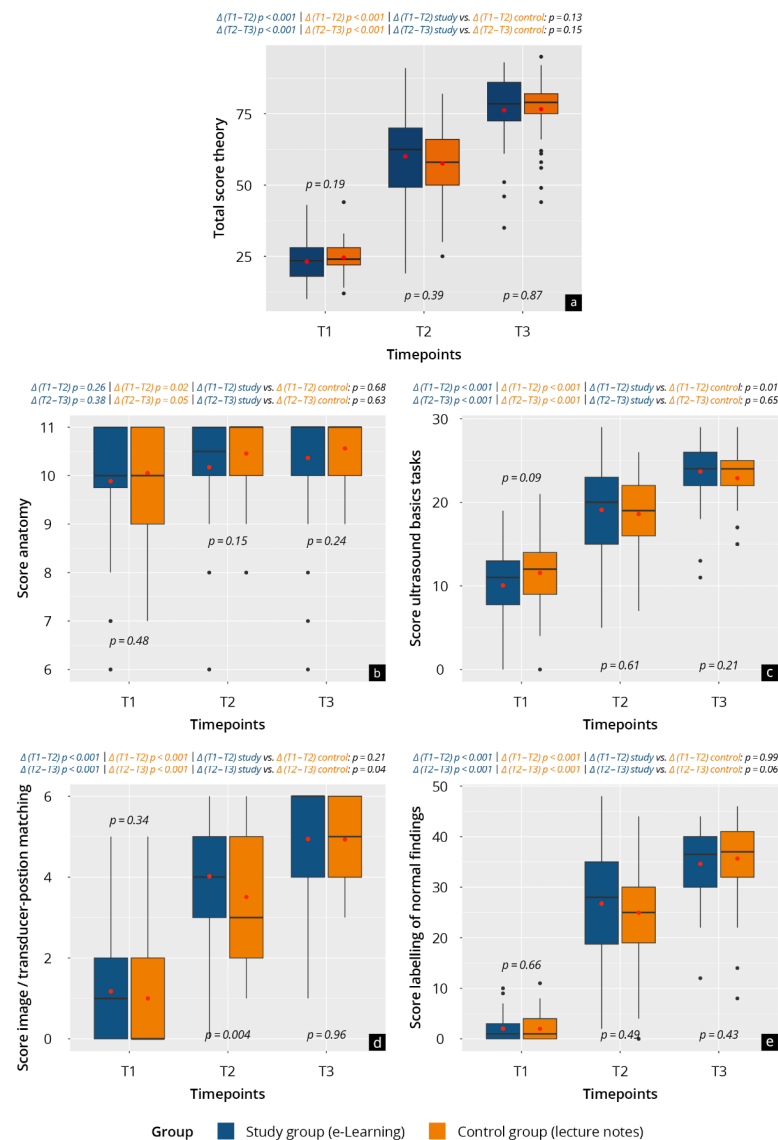 Δ (T1–T2) p < 0.001 | Δ (T1–T2) p < 0.001 | Δ (T1–T2) study vs. Δ (T1–T2) control: p = 0.13
Δ (T2–T3) p < 0.001 | Δ (T2–T3) p < 0.001 | Δ (T2–T3) study vs. Δ (T2–T3) control: p = 0.15
Total score theory
75
50
25
p = 0.19
p = 0.39
p = 0.87
a
T1 T2 T3
Timepoints
Δ (T1–T2) p = 0.26 | Δ (T1–T2) p = 0.02 | Δ (T1–T2) study vs. Δ (T1–T2) control: p = 0.68
Δ (T2–T3) p = 0.38 | Δ (T2–T3) p = 0.05 | Δ (T2–T3) study vs. Δ (T2–T3) control: p = 0.63
Score anatomy
11
10
9
8
7
6
p = 0.48
p = 0.15
p = 0.24
b
T1 T2 T3
Timepoints
Δ (T1–T2) p < 0.001 | Δ (T1–T2) p < 0.001 | Δ (T1–T2) study vs. Δ (T1–T2) control: p = 0.01
Δ (T2–T3) p < 0.001 | Δ (T2–T3) p < 0.001 | Δ (T2–T3) study vs. Δ (T2–T3) control: p = 0.65
Score ultrasound basics tasks
30
20
10
0
p = 0.09
p = 0.61
p = 0.21
c
T1 T2 T3
Timepoints
Δ (T1–T2) p < 0.001 | Δ (T1–T2) p < 0.001 | Δ (T1–T2) study vs. Δ (T1–T2) control: p = 0.21
Δ (T2–T3) p < 0.001 | Δ (T2–T3) p < 0.001 | Δ (T2–T3) study vs. Δ (T2–T3) control: p = 0.04
Score image / transducer-postion matching
6
4
2
0
p = 0.34
p = 0.004
p = 0.96
d
T1 T2 T3
Timepoints
Δ (T1–T2) p < 0.001 | Δ (T1–T2) p < 0.001 | Δ (T1–T2) study vs. Δ (T1–T2) control: p = 0.99
Δ (T2–T3) p < 0.001 | Δ (T2–T3) p < 0.001 | Δ (T2–T3) study vs. Δ (T2–T3) control: p = 0.06
Score labelling of normal findings
50
40
30
20
10
0
p = 0.66
p = 0.49
p = 0.43
e
T1 T2 T3
Timepoints
Group Study group (e-Learning) Control group (lecture notes)